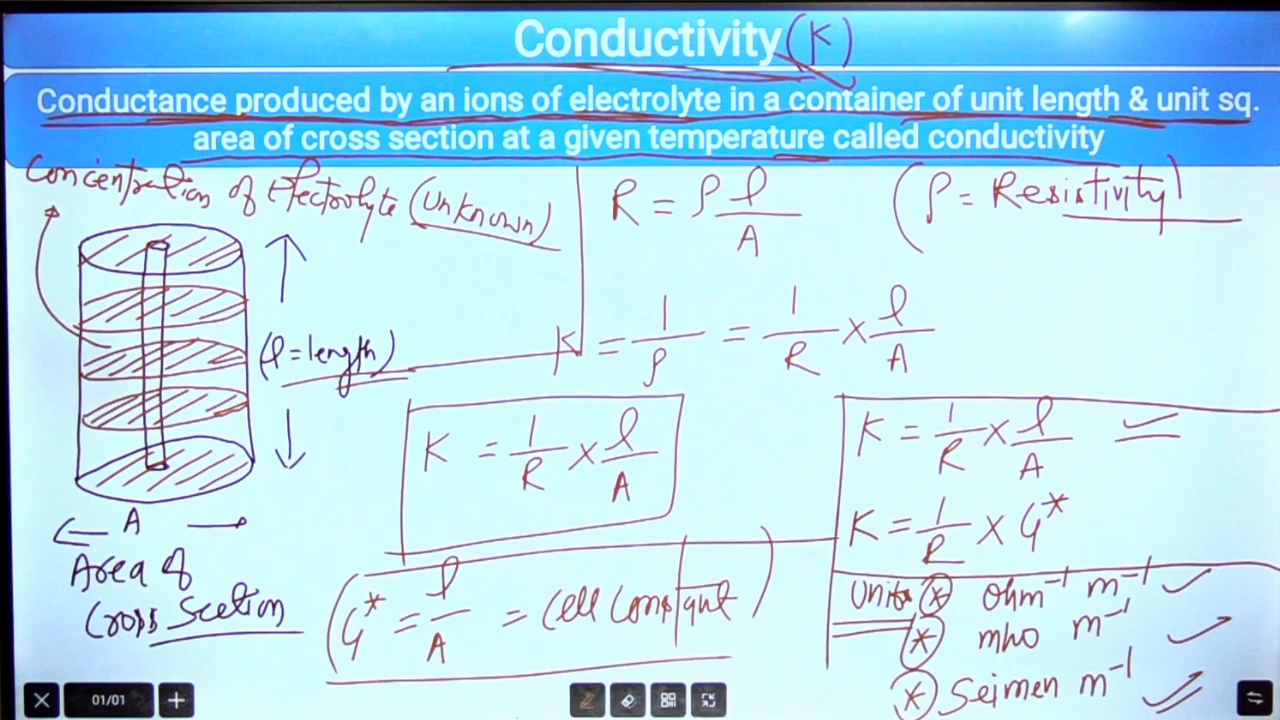 Conductivity (K)
Conductance produced by an ions of electrolyte in a container of unit length & unit sq.
area of cross section at a given temperature called conductivity
Concentration of Electrolyte (Unknown)
(l = length)
A
Area of
Cross Scetion
R = ρ l/A
(ρ = Resistivity)
K = 1/ρ = 1/R × l/A
K = 1/R × l/A
(G* = l/A = Cell Constant)
K = 1/R × l/A
K = 1/R × G*
Units * ohm⁻¹ m⁻¹
* mho m⁻¹
* Seimen m⁻¹
01/01